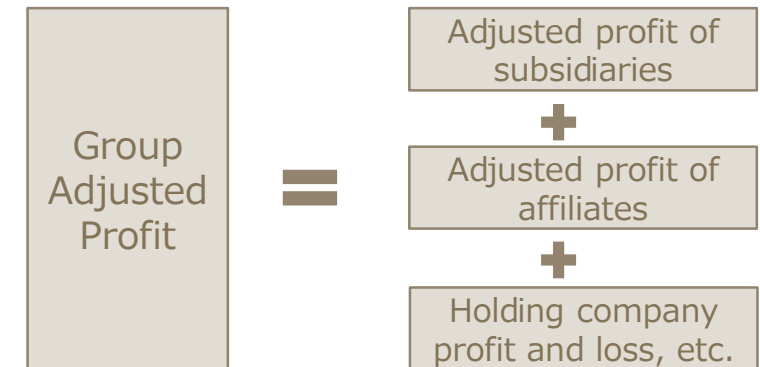 Group
Adjusted
Profit
=
Adjusted profit of
subsidiaries
+
Adjusted profit of
affiliates
+
Holding company
profit and loss, etc.